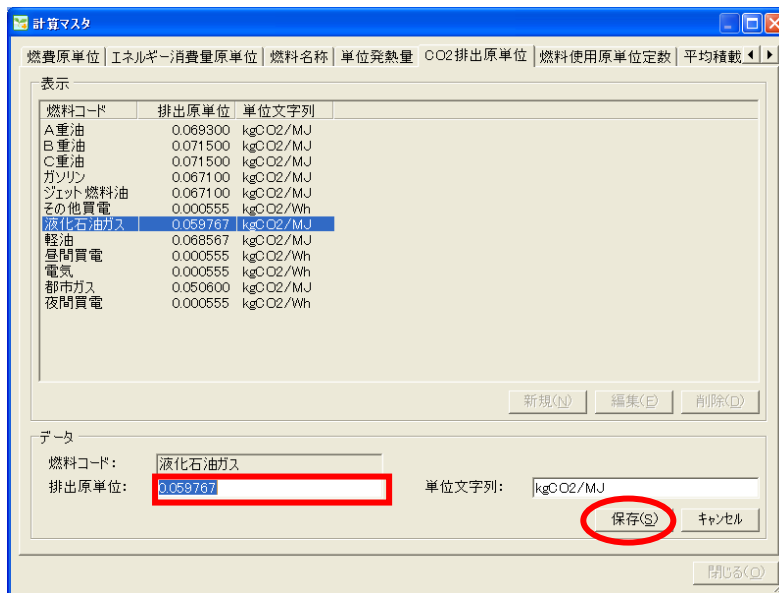 計算マスタ
燃費原単位 エネルギー消費量原単位 燃料名称 単位発熱量 CO2排出原単位 燃料使用原単位定数 平均積載
表示
燃料コード 排出原単位 単位文字列
A重油 0.069300 kgCO2/MJ
B重油 0.071500 kgCO2/MJ
C重油 0.071500 kgCO2/MJ
ガソリン 0.067100 kgCO2/MJ
ジェット燃料油 0.067100 kgCO2/MJ
その他買電 0.000555 kgCO2/Wh
液化石油ガス 0.059767 kgCO2/MJ
軽油 0.068567 kgCO2/MJ
昼間買電 0.000555 kgCO2/Wh
電気 0.000555 kgCO2/Wh
都市ガス 0.050600 kgCO2/MJ
夜間買電 0.000555 kgCO2/Wh
新規(N) 編集(E) 削除(D)
データ
燃料コード: 液化石油ガス
排出原単位: 0.059767 単位文字列: kgCO2/MJ
保存(S) キャンセル
閉じる(O)